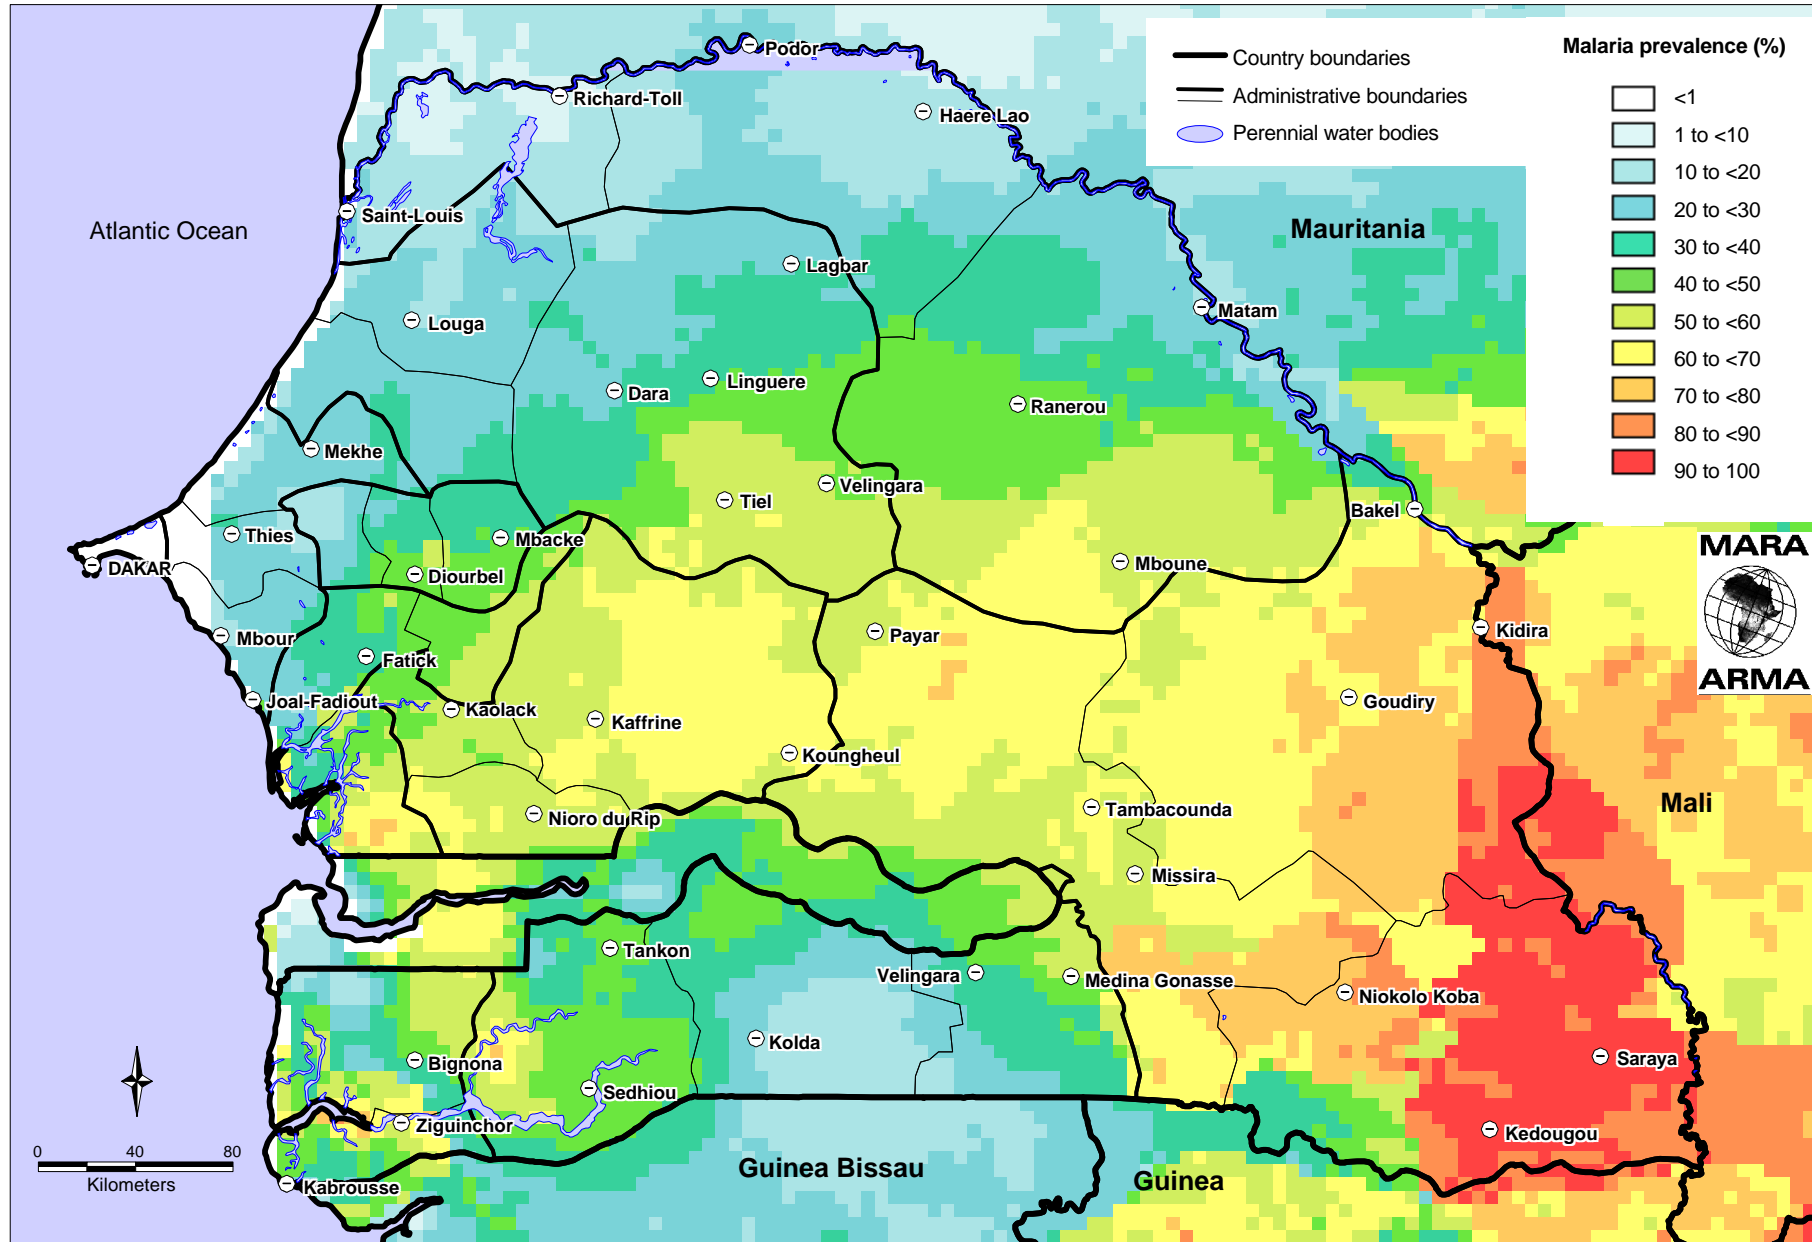 Podor
Richard-Toll
Haere Lao
Country boundaries
Administrative boundaries
Perennial water bodies
Malaria prevalence (%)
<1
1 to <10
10 to <20
20 to <30
30 to <40
40 to <50
50 to <60
60 to <70
70 to <80
80 to <90
90 to 100
Atlantic Ocean
Saint-Louis
Mauritania
Lagbar
Louga
Matam
Dara
Linguere
Ranerou
Mekhe
Tiel
Velingara
Bakel
Thies
Mbacke
DAKAR
Diourbel
Mboune
MARA
ARMA
Mbour
Fatick
Payar
Kidira
Joal-Fadiout
Kaolack
Kaffrine
Goudiry
Koungheul
Nioro du Rip
Tambacounda
Mali
Missira
Tankon
Velingara
Medina Gonasse
Niokolo Koba
Kolda
Bignona
Sedhiou
Saraya
Ziguinchor
Kedougou
0 40 80
Kilometers
Kabrousse
Guinea Bissau
Guinea